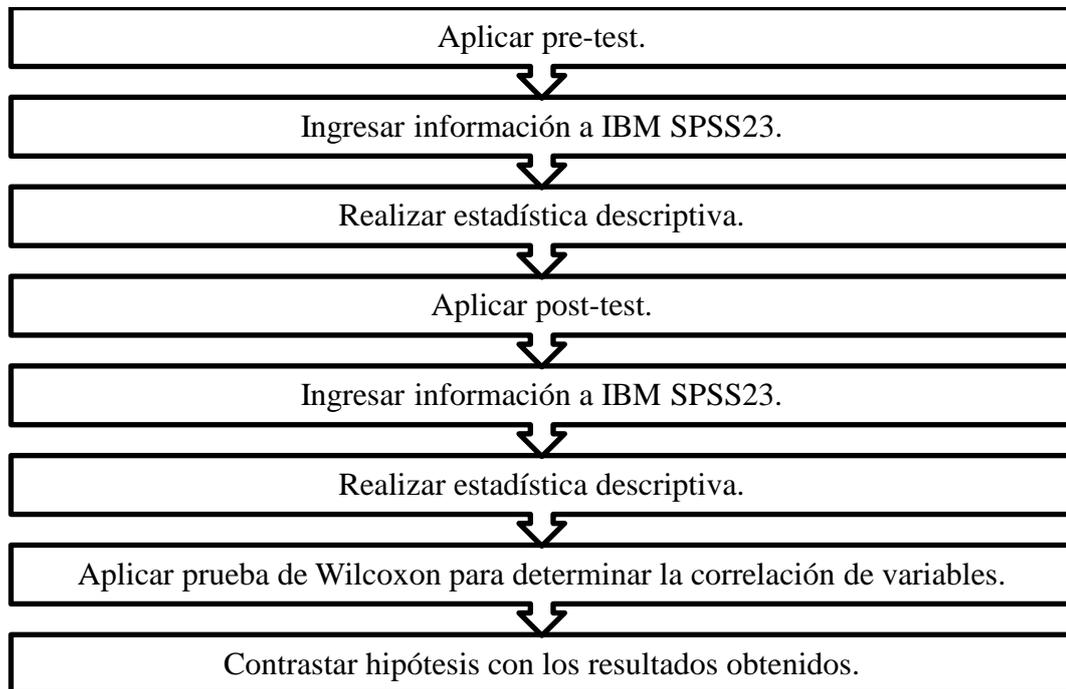 Aplicar pre-test.
Ingresar información a IBM SPSS23.
Realizar estadística descriptiva.
Aplicar post-test.
Ingresar información a IBM SPSS23.
Realizar estadística descriptiva.
Aplicar prueba de Wilcoxon para determinar la correlación de variables.
Contrastar hipótesis con los resultados obtenidos.